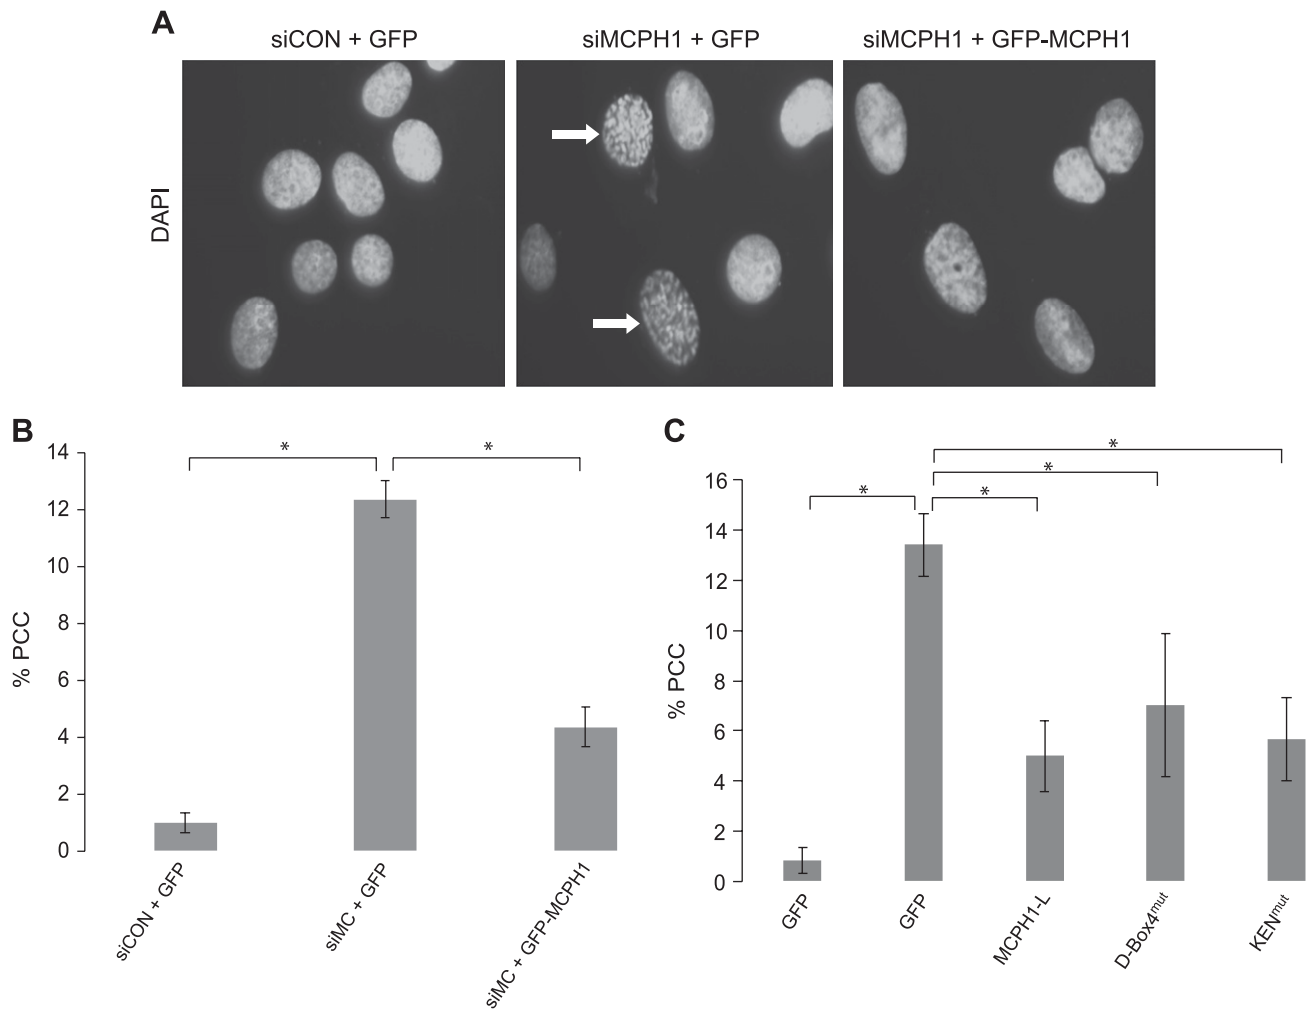 A
siCON + GFP
siMCPH1 + GFP
siMCPH1 + GFP-MCPH1
DAPI
B
14
12
10
8
6
4
2
0
% PCC
*
*
siCON + GFP
siMC + GFP
siMC + GFP-MCPH1
C
16
14
12
10
8
6
4
2
0
% PCC
*
*
*
*
GFP
GFP
MCPH1-L
D-Box4mut
KENmut